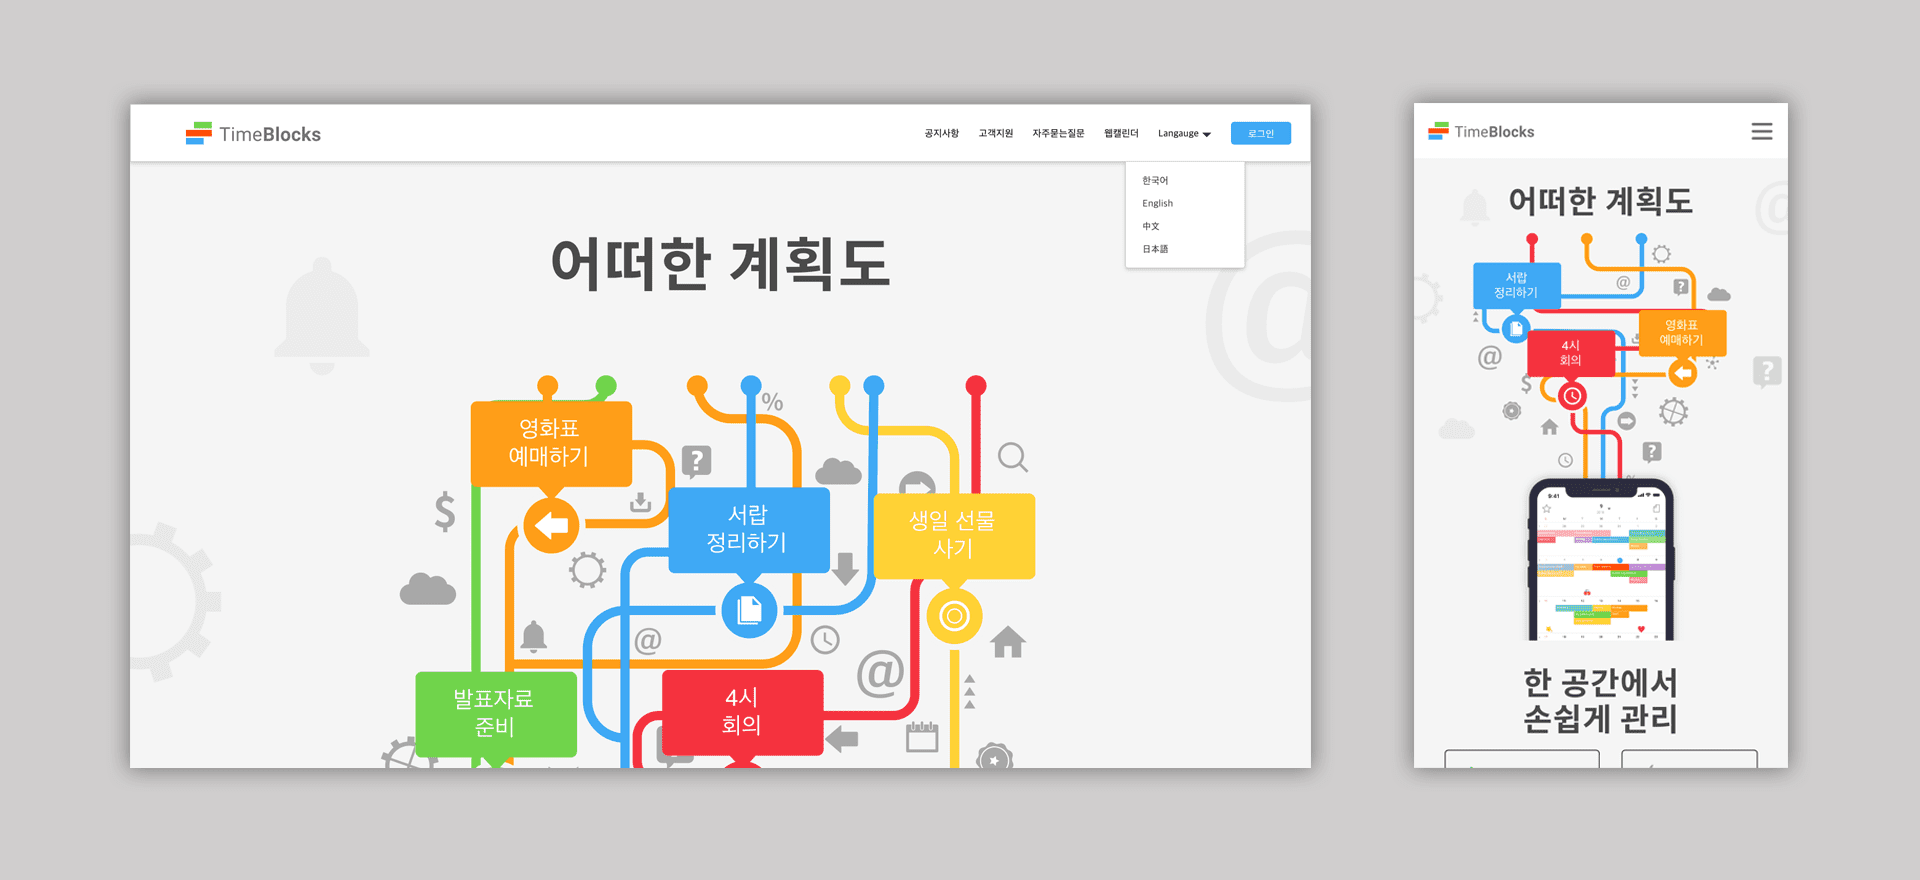 TimeBlocks
공지사항 고객지원 자주묻는질문 웹캘린더 Langauge 로그인
한국어
English
中文
日本語
어떠한 계획도
%
영화표
예매하기
?
$
서랍
정리하기
생일 선물
사기
@
@
발표자료
준비
4시
회의
@
TimeBlocks
어떠한 계획도
@
서랍
정리하기
@
?
영화표
예매하기
4시
회의
@
$
?
?
9:41
한 공간에서
손쉽게 관리